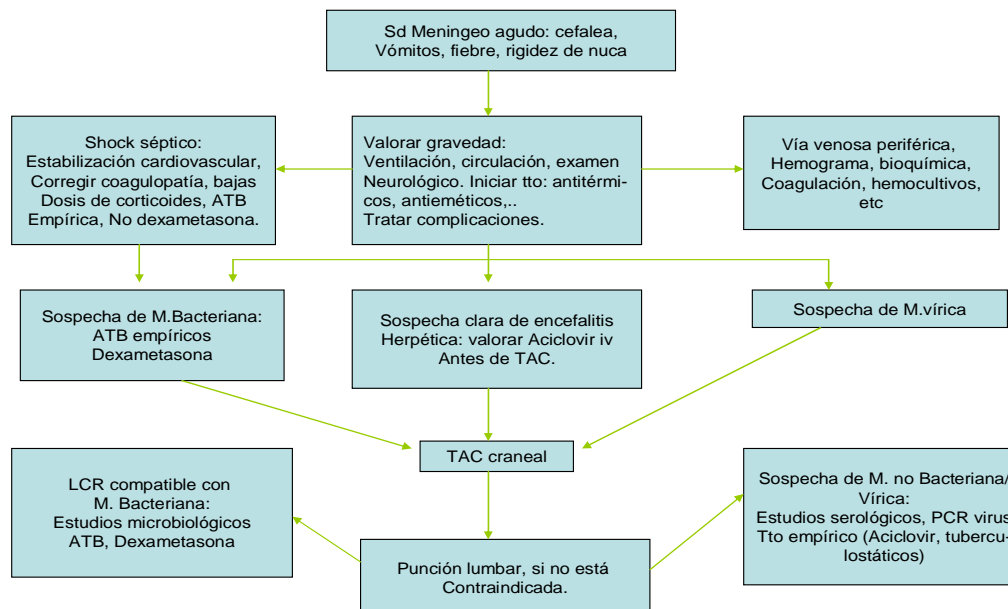 Sd Meningeo agudo: cefalea,
Vómitos, fiebre, rigidez de nuca
Shock séptico:
Estabilización cardiovascular,
Corregir coagulopatía, bajas
Dosis de corticoides, ATB
Empírica, No dexametasona.
Valorar gravedad:
Ventilación, circulación, examen
Neurológico. Iniciar tto: antitérmi-
cos, antieméticos,..
Tratar complicaciones.
Vía venosa periférica,
Hemograma, bioquímica,
Coagulación, hemocultivos,
etc
Sospecha de M.Bacteriana:
ATB empíricos
Dexametasona
Sospecha clara de encefalitis
Herpética: valorar Aciclovir iv
Antes de TAC.
Sospecha de M.vírica
TAC craneal
LCR compatible con
M. Bacteriana:
Estudios microbiológicos
ATB, Dexametasona
Punción lumbar, si no está
Contraindicada.
Sospecha de M. no Bacteriana/
Vírica:
Estudios serológicos, PCR virus
Tto empírico (Aciclovir, tubercu-
lostáticos)